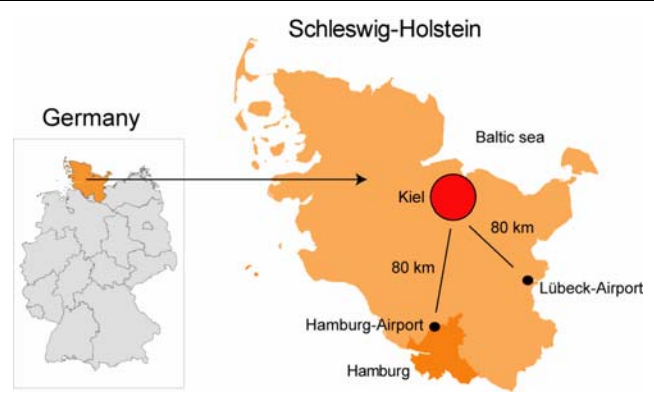 Schleswig-Holstein
Germany
Baltic sea
Kiel
80 km
80 km
Lübeck-Airport
Hamburg-Airport
Hamburg